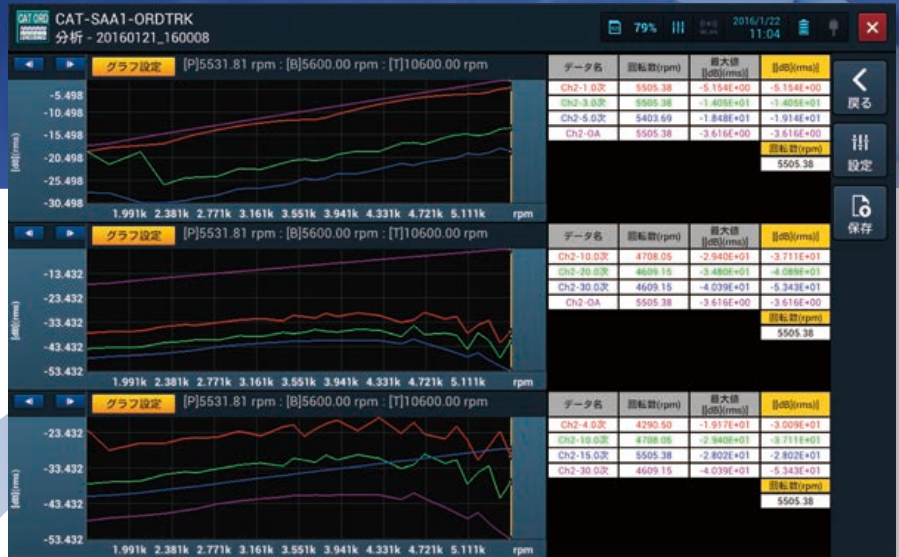 CAT ORD CAT-SAA1-ORDTRK
分析 - 20160121_160008
79% 2016/1/22
11:04
グラフ設定 [P]5531.81 rpm : [B]5600.00 rpm : [T]10600.00 rpm
-5.498
-10.498
-15.498
-20.498
-25.498
-30.498
[dB](rms)
1.991k 2.381k 2.771k 3.161k 3.551k 3.941k 4.331k 4.721k 5.111k rpm
データ名 回転数(rpm) 最大値 [[dB](rms)] [[dB](rms)]
Ch2-1.0次 5505.38 -5.154E+00 -5.154E+00
Ch2-3.0次 5505.38 -1.405E+01 -1.405E+01
Ch2-5.0次 5403.69 -1.848E+01 -1.914E+01
Ch2-OA 5505.38 -3.616E+00 -3.616E+00
回転数(rpm)
5505.38
戻る
設定
保存
グラフ設定 [P]5531.81 rpm : [B]5600.00 rpm : [T]10600.00 rpm
-13.432
-23.432
-33.432
-43.432
-53.432
[dB](rms)
1.991k 2.381k 2.771k 3.161k 3.551k 3.941k 4.331k 4.721k 5.111k rpm
データ名 回転数(rpm) 最大値 [[dB](rms)] [[dB](rms)]
Ch2-10.0次 4708.05 -2.940E+01 -3.711E+01
Ch2-20.0次 4609.15 -3.480E+01 -4.089E+01
Ch2-30.0次 4609.15 -4.039E+01 -5.343E+01
Ch2-OA 5505.38 -3.616E+00 -3.616E+00
回転数(rpm)
5505.38
グラフ設定 [P]5531.81 rpm : [B]5600.00 rpm : [T]10600.00 rpm
-23.432
-33.432
-43.432
-53.432
[dB](rms)
1.991k 2.381k 2.771k 3.161k 3.551k 3.941k 4.331k 4.721k 5.111k rpm
データ名 回転数(rpm) 最大値 [[dB](rms)] [[dB](rms)]
Ch2-4.0次 4290.50 -1.917E+01 -3.009E+01
Ch2-10.0次 4708.05 -2.940E+01 -3.711E+01
Ch2-15.0次 5505.38 -2.802E+01 -2.802E+01
Ch2-30.0次 4609.15 -4.039E+01 -5.343E+01
回転数(rpm)
5505.38